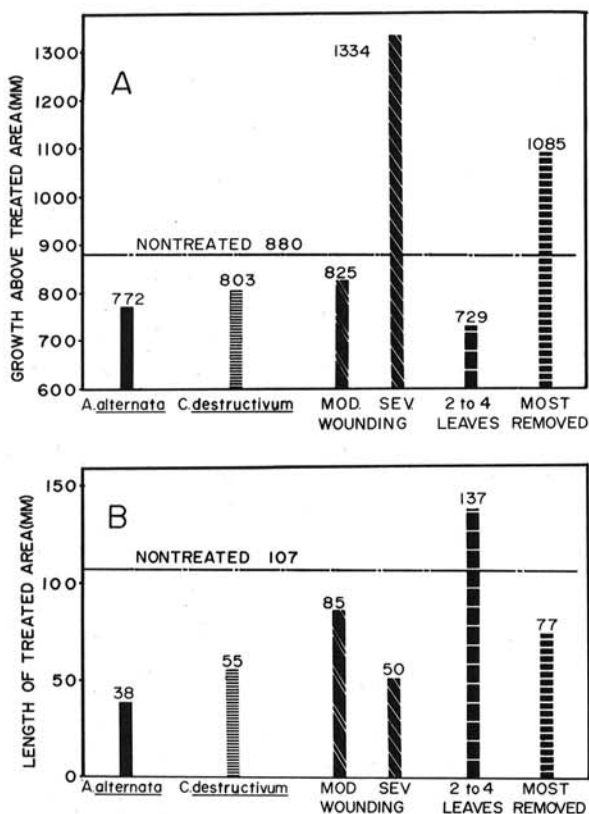 A
GROWTH ABOVE TREATED AREA(MM)
1300
1200
1100
1000
900
800
700
600
NONTREATED 880
772
803
825
1334
729
1085
A.alternata
C.destructivum
MOD. SEV.
WOUNDING
2 to 4
LEAVES
MOST
REMOVED
B
LENGTH OF TREATED AREA(MM)
150
100
50
0
NONTREATED 107
38
55
85
50
137
77
A.alternata
C.destructivum
MOD SEV
WOUNDING
2 to 4
LEAVES
MOST
REMOVED